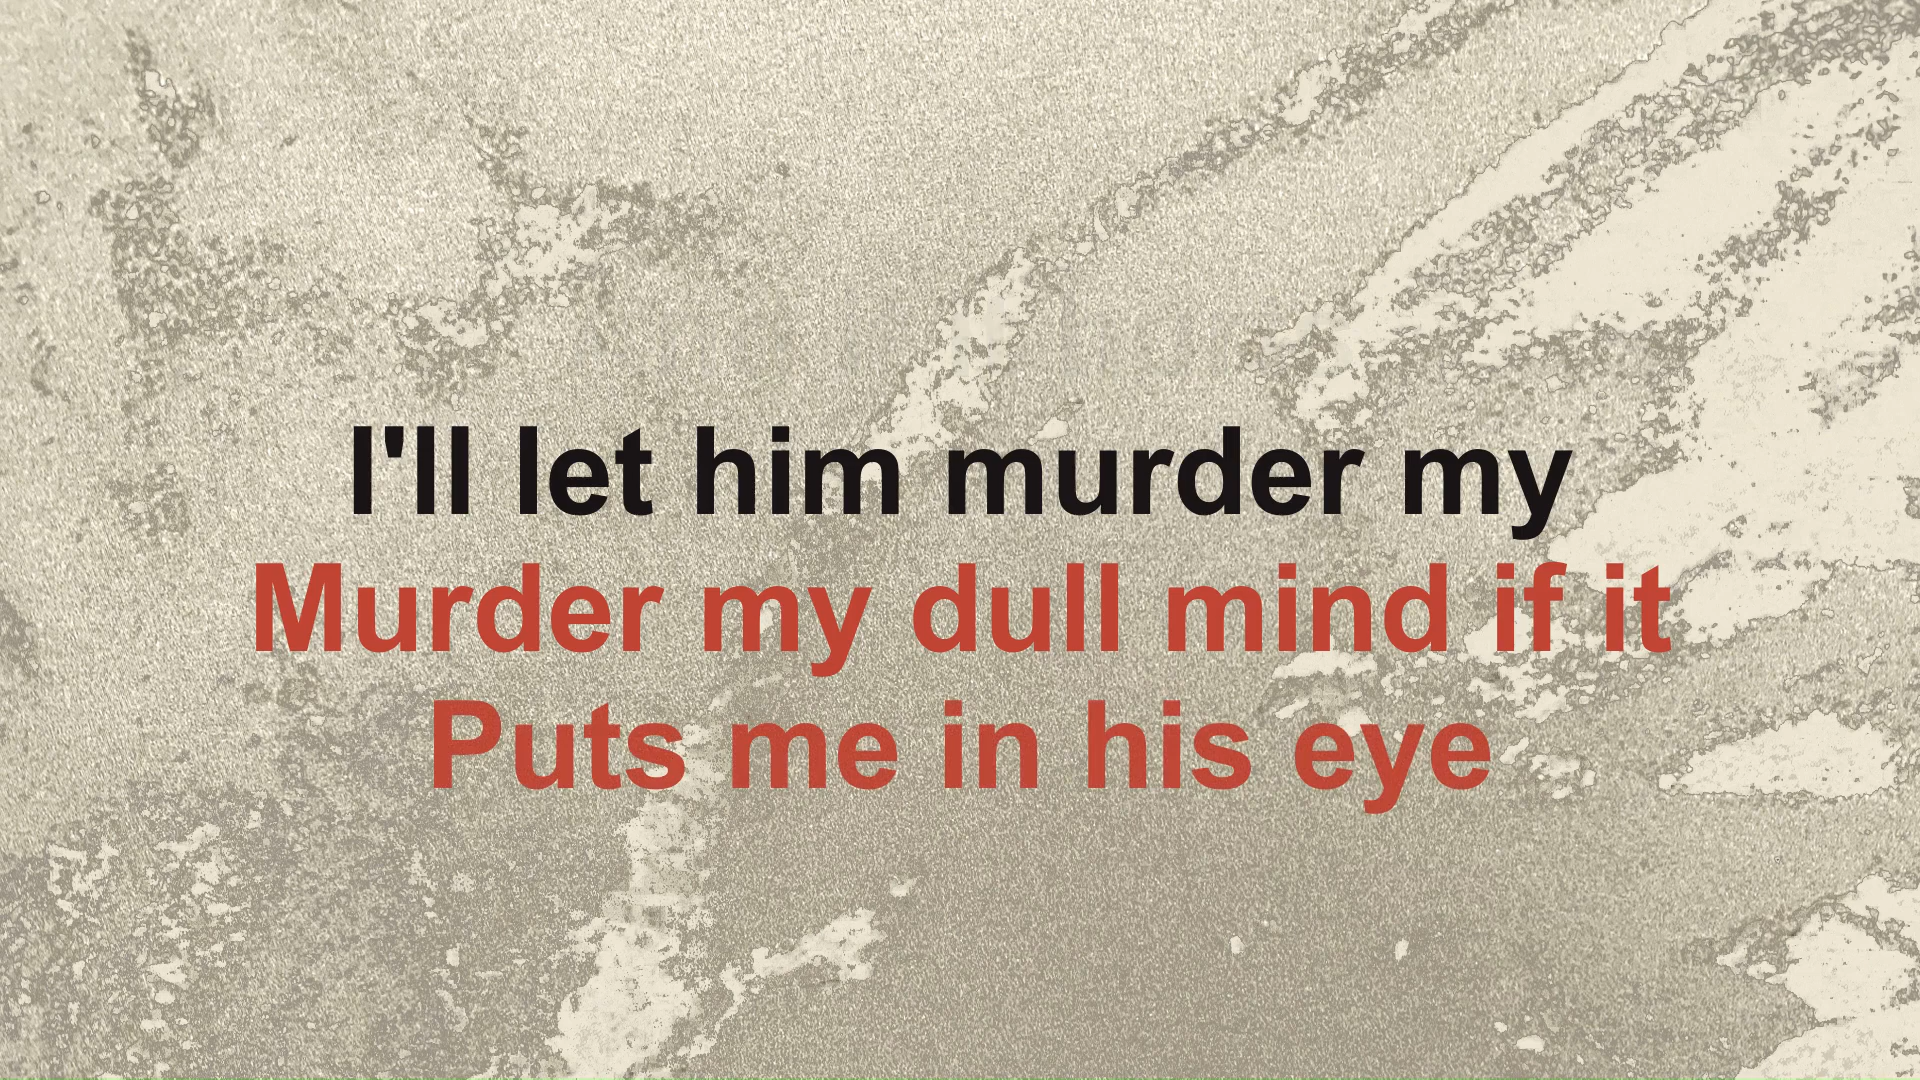 I'll let him murder my
Murder my dull mind if it
Puts me in his eye